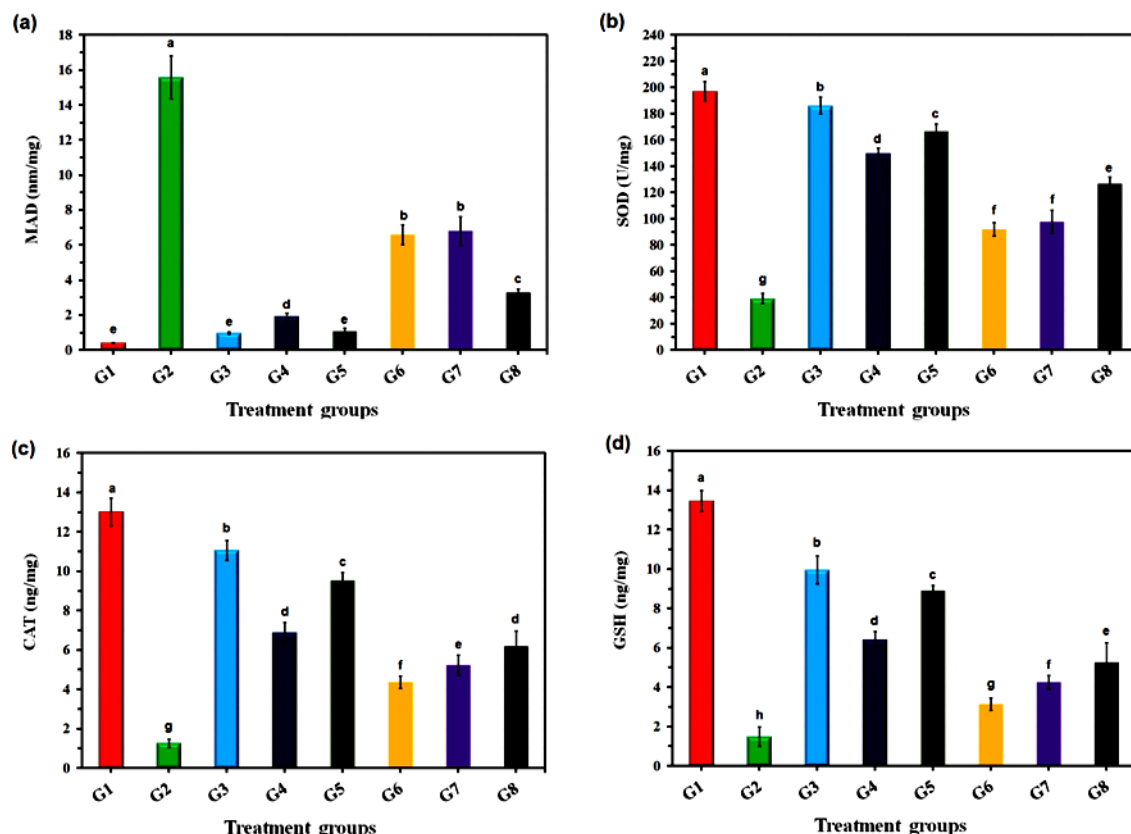 (a)
MAD (nm/mg)
18
16
14
12
10
8
6
4
2
0
e
a
e
d
e
b
b
c
G1 G2 G3 G4 G5 G6 G7 G8
Treatment groups
(b)
SOD (U/mg)
240
220
200
180
160
140
120
100
80
60
40
20
0
a
g
b
d
c
f
f
e
G1 G2 G3 G4 G5 G6 G7 G8
Treatment groups
(c)
CAT (ng/mg)
16
14
12
10
8
6
4
2
0
a
g
b
d
c
f
e
d
G1 G2 G3 G4 G5 G6 G7 G8
Treatment groups
(d)
GSH (ng/mg)
16
14
12
10
8
6
4
2
0
a
h
b
d
c
g
f
e
G1 G2 G3 G4 G5 G6 G7 G8
Treatment groups